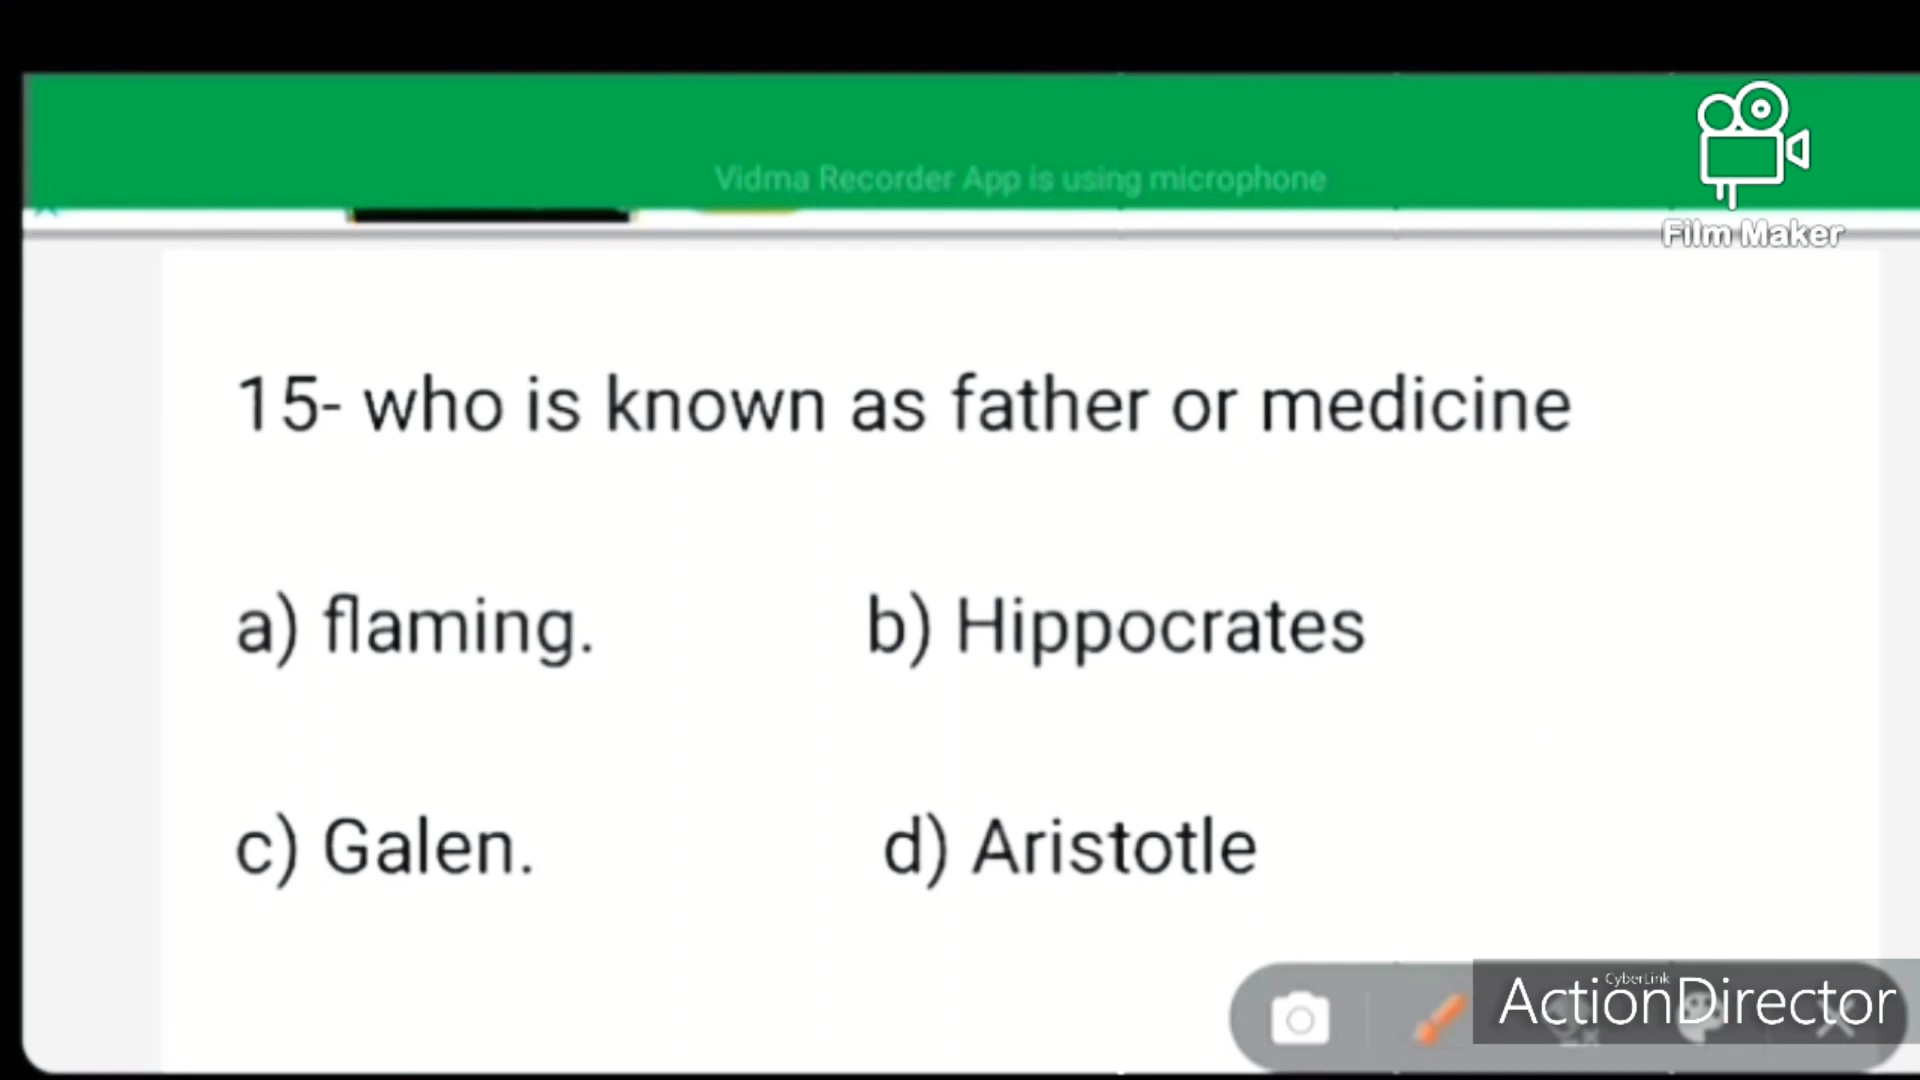 Vidma Recorder App is using microphone
Film Maker
15- who is known as father or medicine
a) flaming. b) Hippocrates
c) Galen. d) Aristotle
CyberLink
ActionDirector